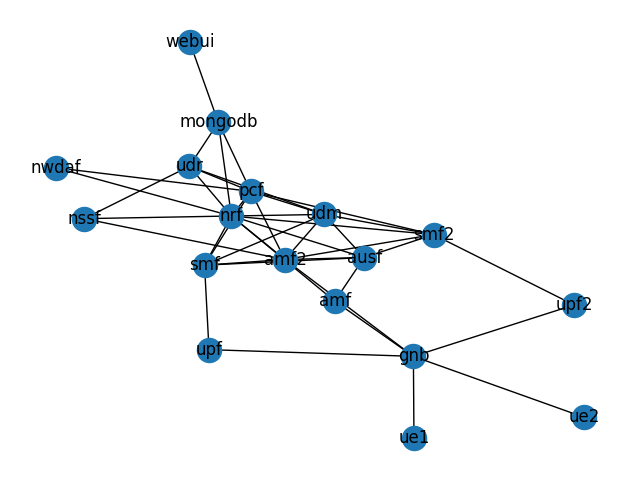 webui
mongodb
udr
nwdaf
pcf
nssf
nrf
udm
smf2
smf
amf2
ausf
amf
upf2
upf
gnb
ue2
ue1